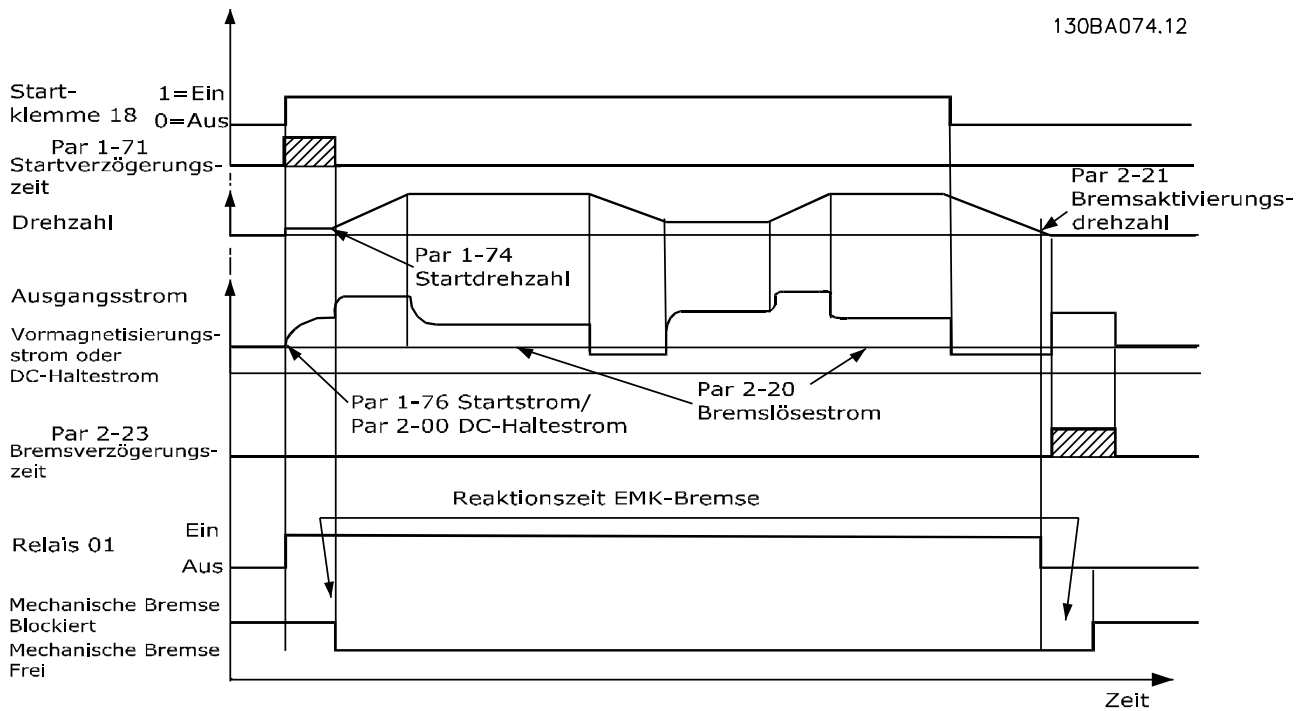 130BA074.12
Start-
klemme 18
1=Ein
0=Aus
Par 1-71
Startverzögerungs-
zeit
Drehzahl
Par 2-21
Bremsaktivierungs-
drehzahl
Par 1-74
Startdrehzahl
Ausgangsstrom
Vormagnetisierungs-
strom oder
DC-Haltestrom
Par 1-76 Startstrom/
Par 2-00 DC-Haltestrom
Par 2-20
Bremslösestrom
Par 2-23
Bremsverzögerungs-
zeit
Reaktionszeit EMK-Bremse
Relais 01
Ein
Aus
Mechanische Bremse
Blockiert
Mechanische Bremse
Frei
Zeit